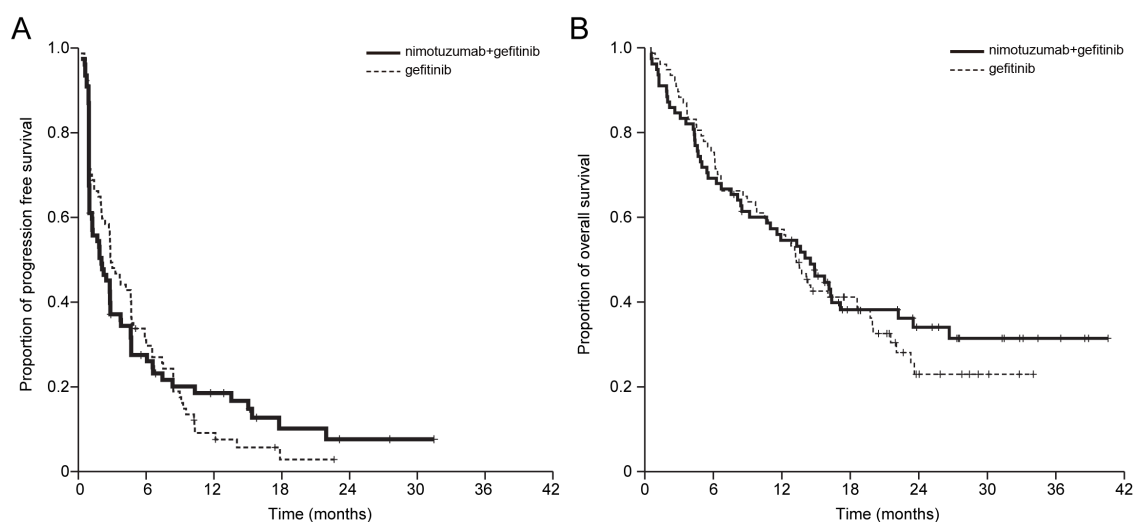 A
Proportion of progression free survival
1.0
0.8
0.6
0.4
0.2
0
0 6 12 18 24 30 36 42
Time (months)
nimotuzumab+gefitinib
gefitinib
B
Proportion of overall survival
1.0
0.8
0.6
0.4
0.2
0
0 6 12 18 24 30 36 42
Time (months)
nimotuzumab+gefitinib
gefitinib